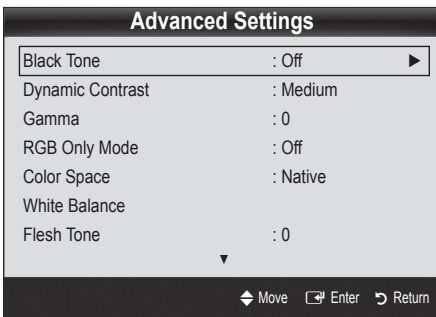 Advanced Settings
Black Tone : Off ►
Dynamic Contrast : Medium
Gamma : 0
RGB Only Mode : Off
Color Space : Native
White Balance
Flesh Tone : 0
▼
Move Enter Return